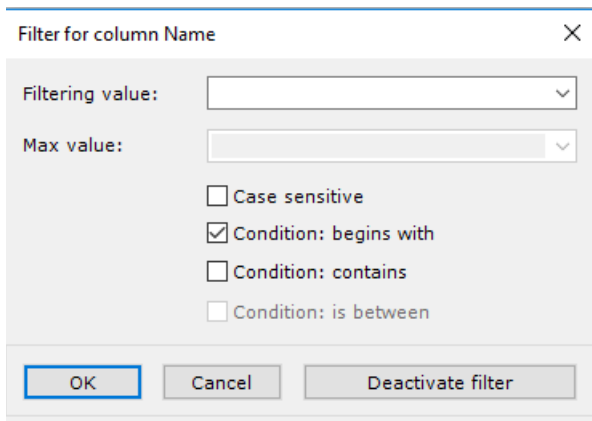 Filter for column Name
Filtering value:
Max value:
Case sensitive
Condition: begins with
Condition: contains
Condition: is between
OK Cancel Deactivate filter